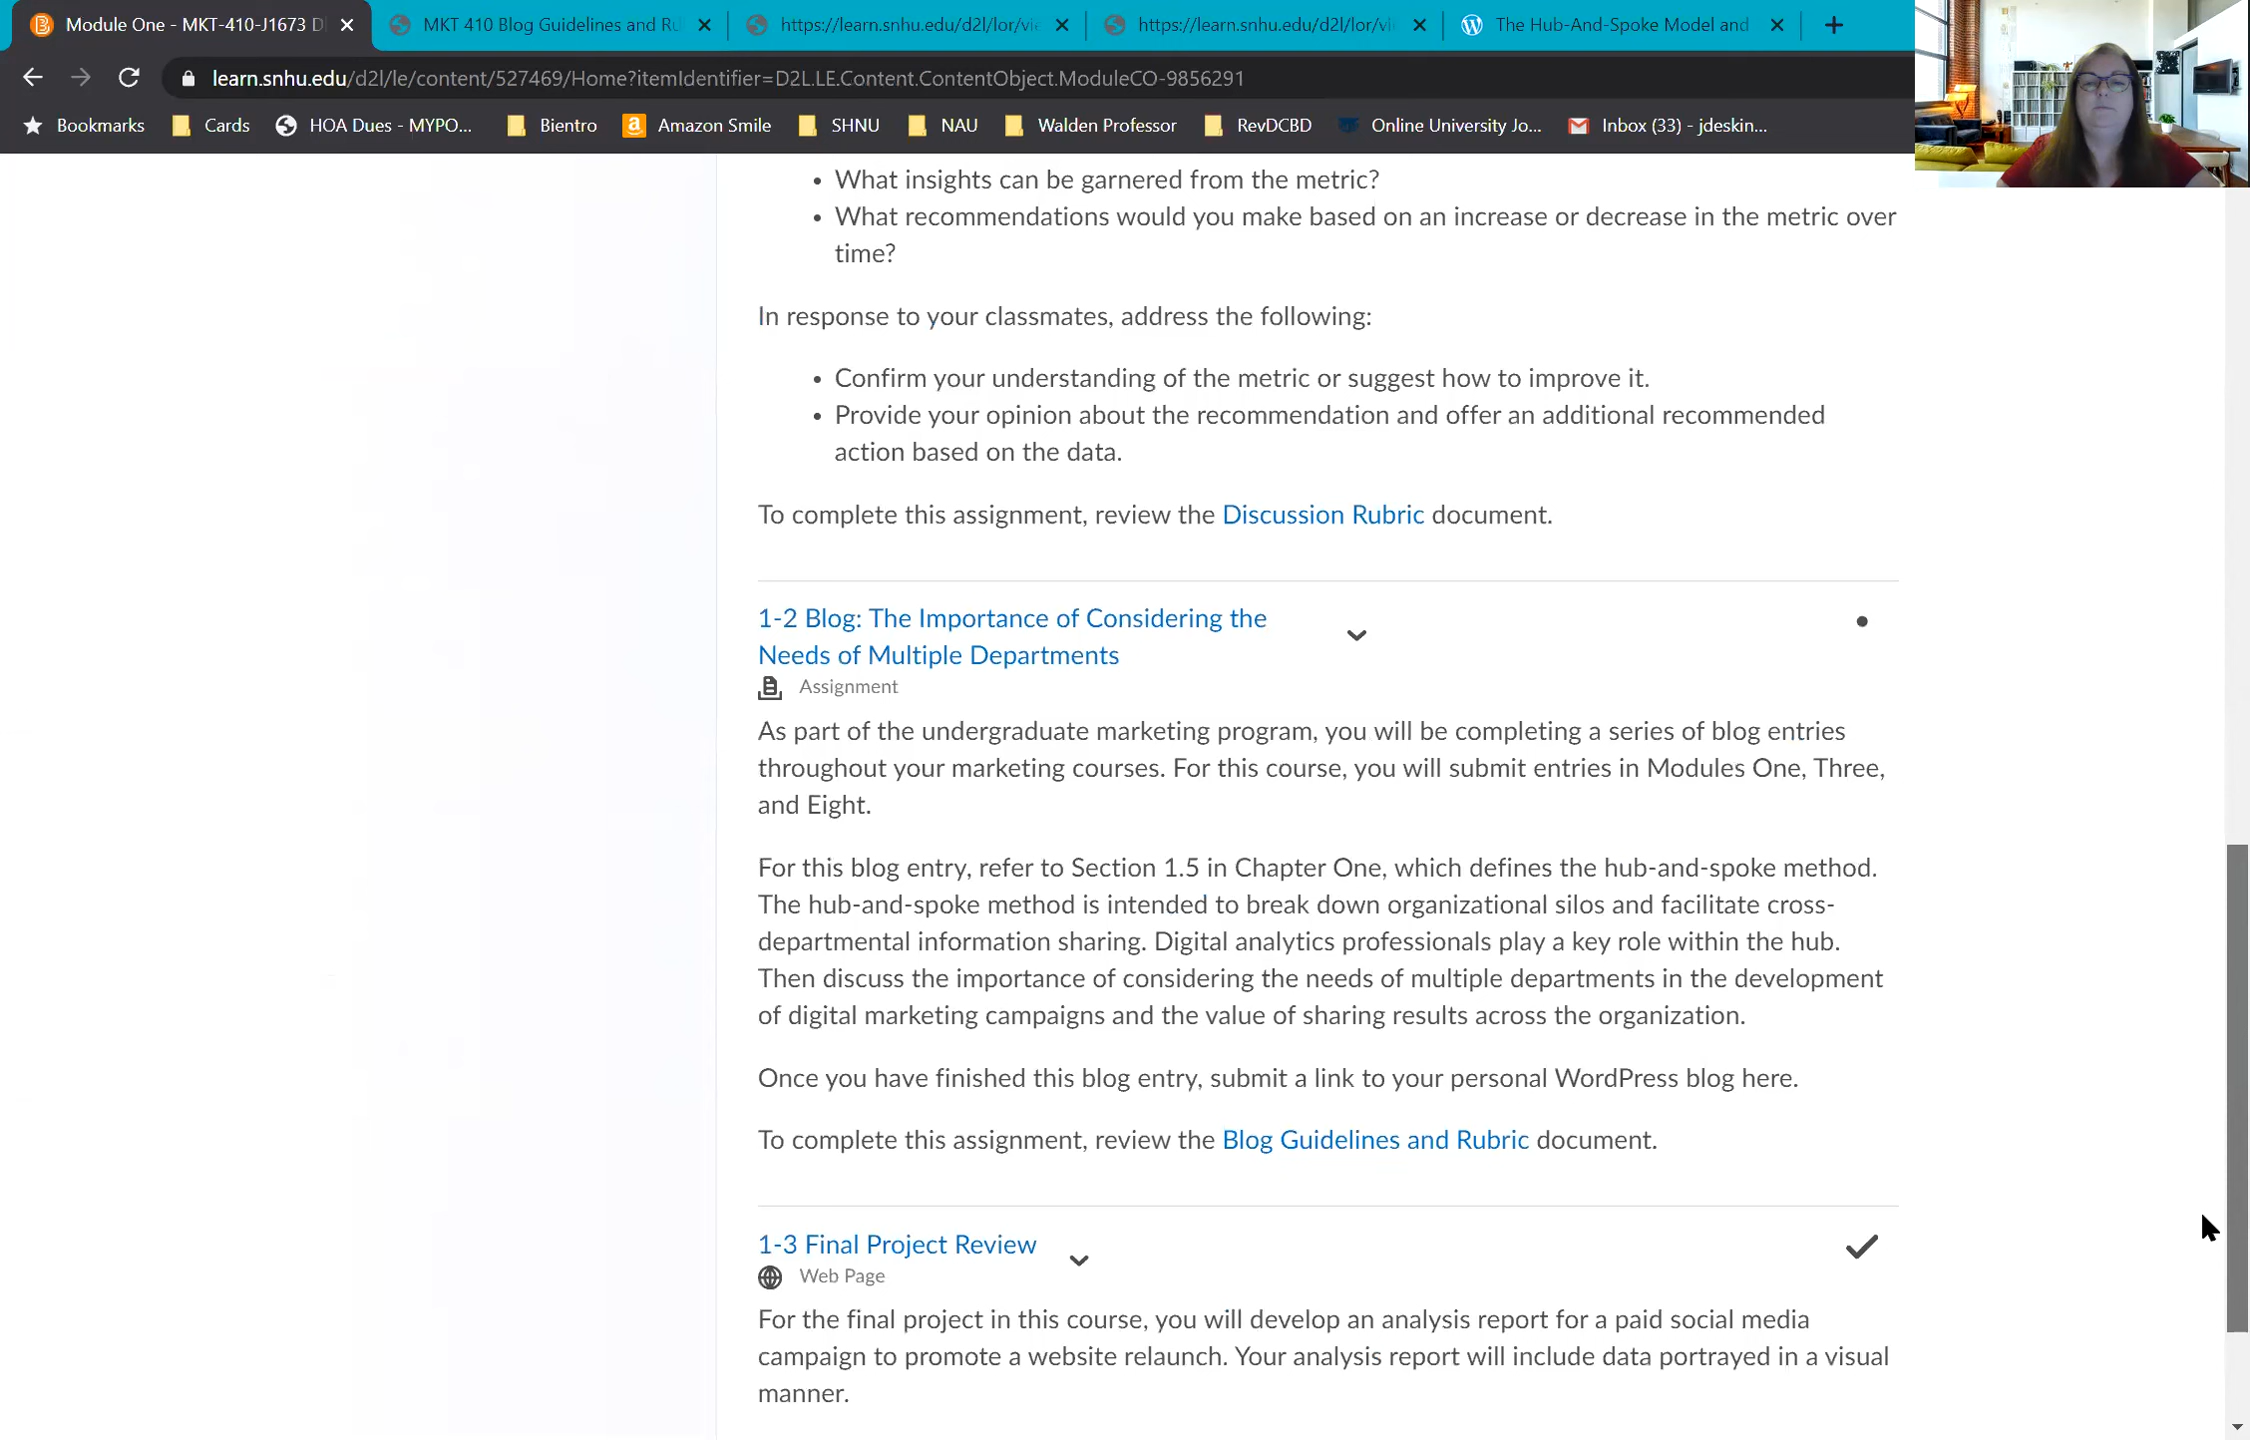 Module One - MKT-410-J1673 D
MKT 410 Blog Guidelines and Ru
https://learn.snhu.edu/d2l/lor/vie
https://learn.snhu.edu/d2l/lor/vi
The Hub-And-Spoke Model and
learn.snhu.edu/d2l/le/content/527469/Home?itemIdentifier=D2L.LE.Content.ContentObject.ModuleCO-9856291
Bookmarks
Cards
HOA Dues - MYPO...
Bientro
Amazon Smile
SHNU
NAU
Walden Professor
RevDCBD
Online University Jo...
Inbox (33) - jdeskin...
• What insights can be garnered from the metric?
• What recommendations would you make based on an increase or decrease in the metric over
time?
In response to your classmates, address the following:
• Confirm your understanding of the metric or suggest how to improve it.
• Provide your opinion about the recommendation and offer an additional recommended
action based on the data.
To complete this assignment, review the Discussion Rubric document.
1-2 Blog: The Importance of Considering the
Needs of Multiple Departments
Assignment
As part of the undergraduate marketing program, you will be completing a series of blog entries
throughout your marketing courses. For this course, you will submit entries in Modules One, Three,
and Eight.
For this blog entry, refer to Section 1.5 in Chapter One, which defines the hub-and-spoke method.
The hub-and-spoke method is intended to break down organizational silos and facilitate cross-
departmental information sharing. Digital analytics professionals play a key role within the hub.
Then discuss the importance of considering the needs of multiple departments in the development
of digital marketing campaigns and the value of sharing results across the organization.
Once you have finished this blog entry, submit a link to your personal WordPress blog here.
To complete this assignment, review the Blog Guidelines and Rubric document.
1-3 Final Project Review
Web Page
For the final project in this course, you will develop an analysis report for a paid social media
campaign to promote a website relaunch. Your analysis report will include data portrayed in a visual
manner.